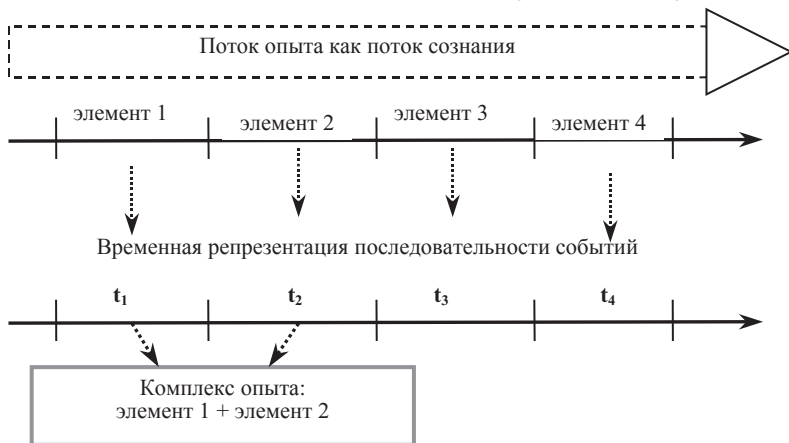 Поток опыта как поток сознания
элемент 1 элемент 2 элемент 3 элемент 4
Временная репрезентация последовательности событий
t₁ t₂ t₃ t₄
Комплекс опыта:
элемент 1 + элемент 2